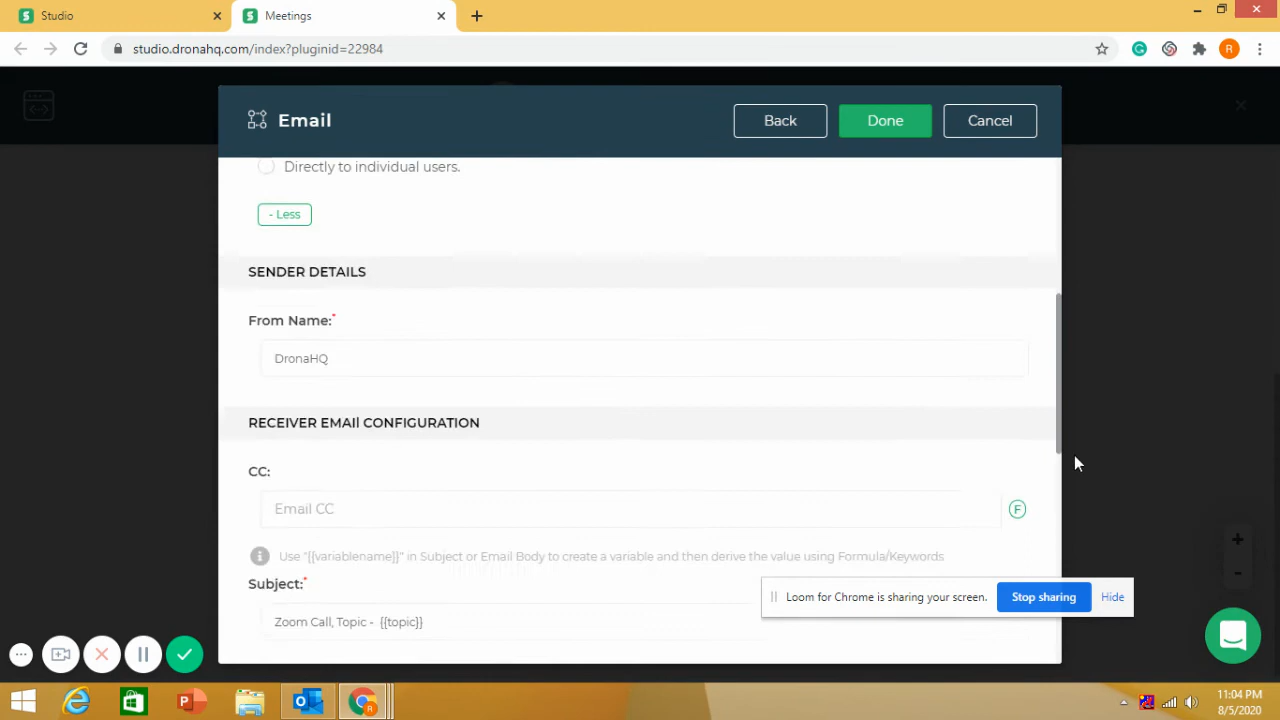 Studio
Meetings
studio.dronahq.com/index?pluginid=22984
R
Email
Back
Done
Cancel
Directly to individual users.
- Less
SENDER DETAILS
From Name:*
DronaHQ
RECEIVER EMAIl CONFIGURATION
CC:
Email CC
F
Use "{{variablename}}" in Subject or Email Body to create a variable and then derive the value using Formula/Keywords
Subject:*
Zoom Call, Topic - {{topic}}
Loom for Chrome is sharing your screen.
Stop sharing
Hide
11:04 PM
8/5/2020